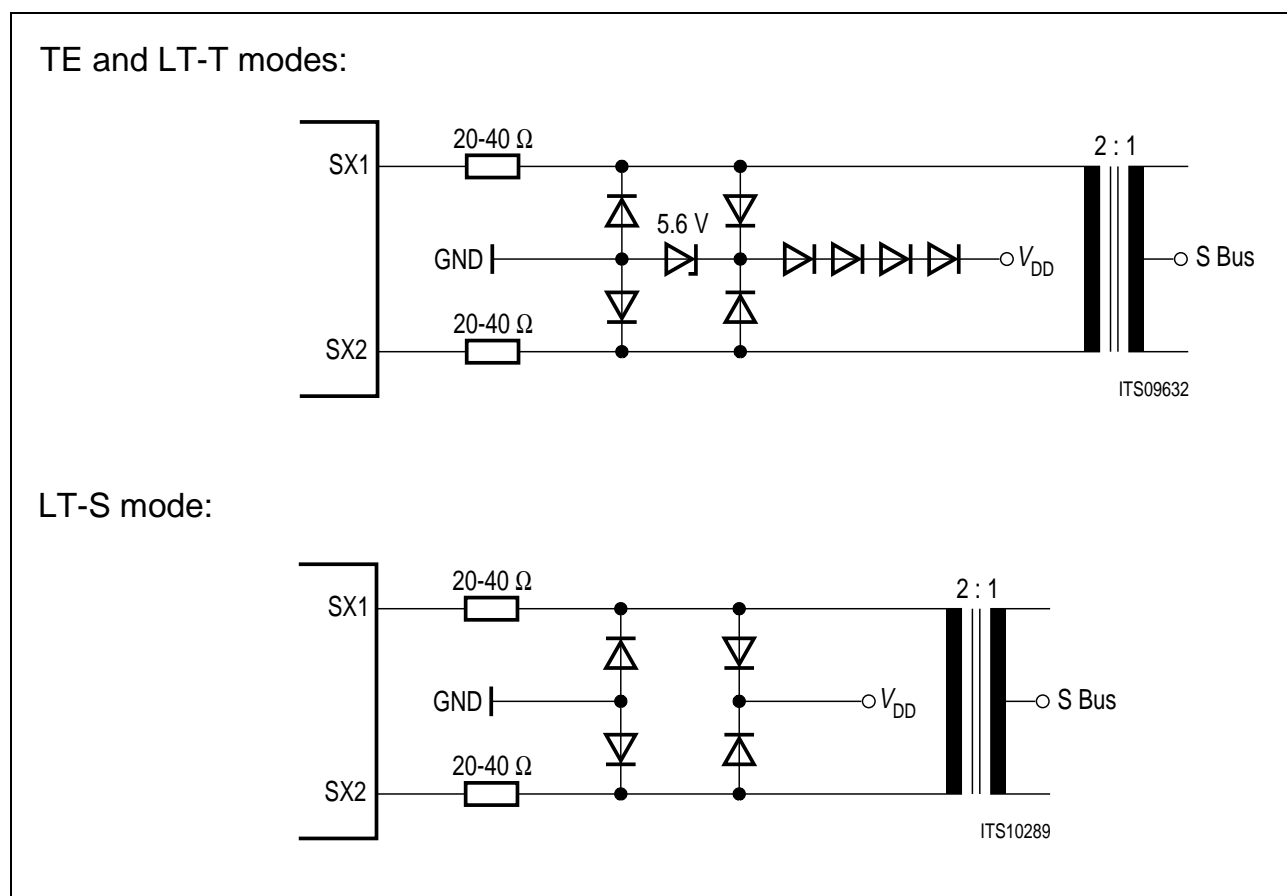 TE and LT-T modes:
20-40 Ω
2 : 1
SX1
5.6 V
GND
VDD
S Bus
20-40 Ω
SX2
ITS09632
LT-S mode:
20-40 Ω
2 : 1
SX1
GND
VDD
S Bus
20-40 Ω
SX2
ITS10289